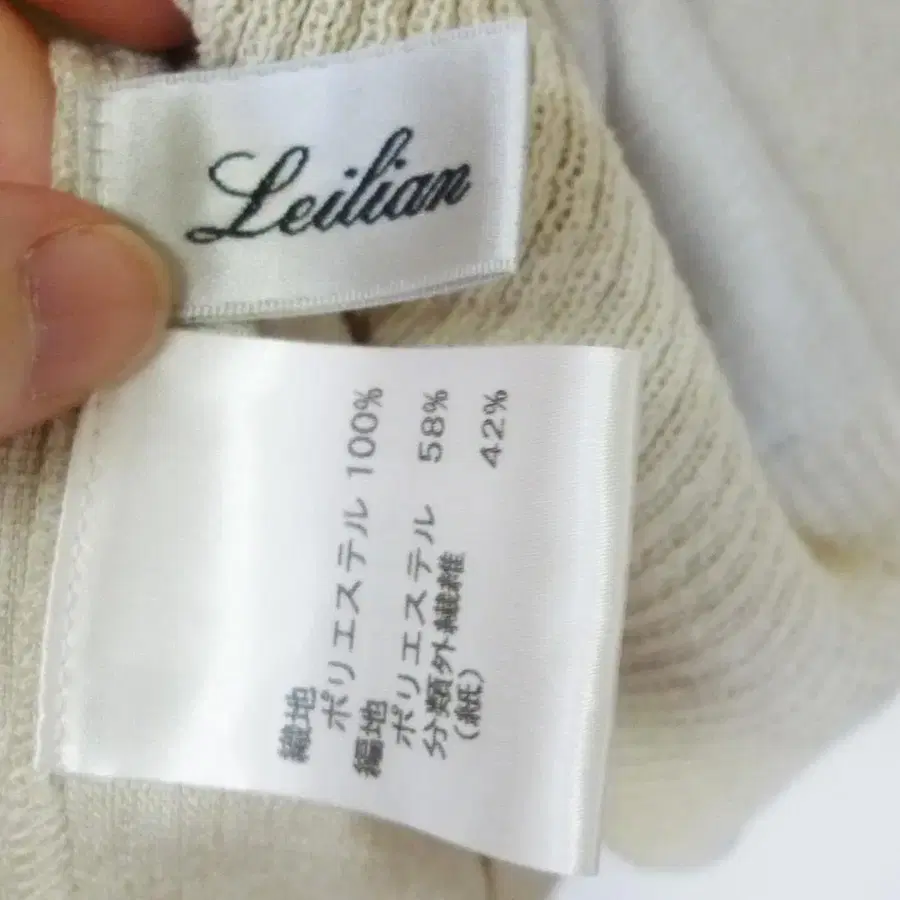 Leilian
織地
ポリエステル 100%
編地
ポリエステル 58%
分類外繊維 42%
(紙)